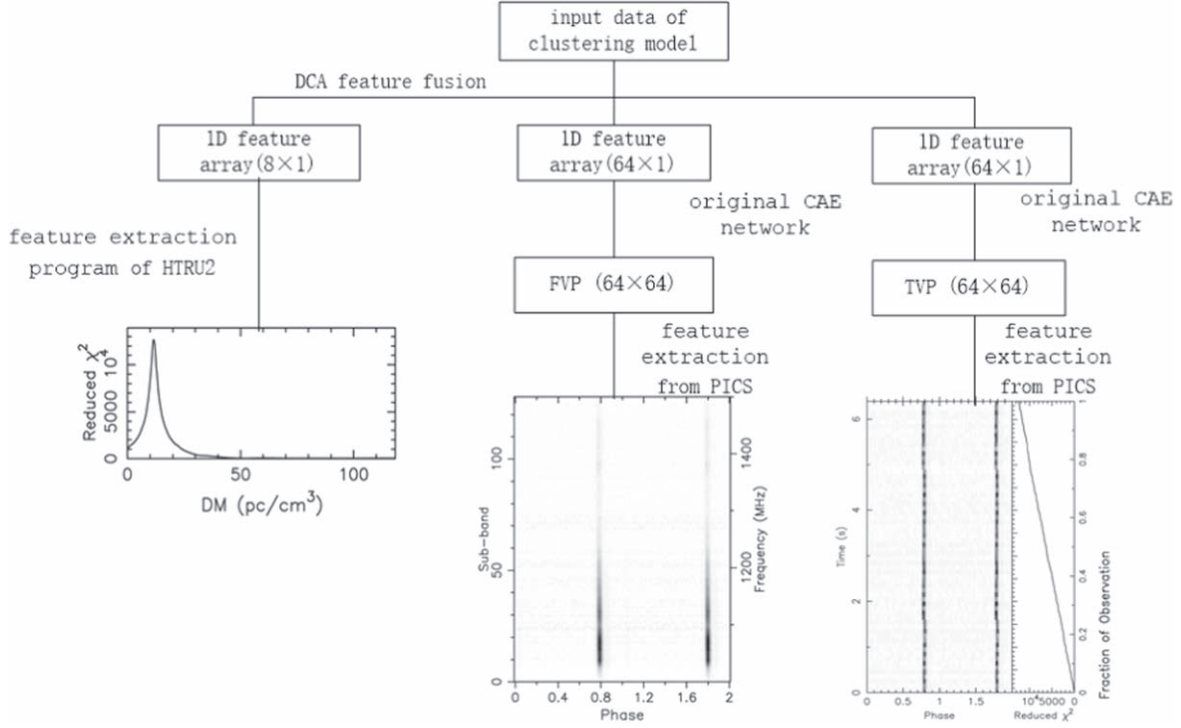 input data of
clustering model
DCA feature fusion
1D feature
array(8×1)
1D feature
array(64×1)
1D feature
array(64×1)
original CAE
network
original CAE
network
feature extraction
program of HTRU2
FVP (64×64)
TVP (64×64)
feature
extraction
from PICS
feature
extraction
from PICS
Reduced χ²
0 5000 10⁴
0 50 100
DM (pc/cm³)
Sub-band
0 50 100
1200 1400
Frequency (MHz)
0 0.4 0.8 1.2 1.6 2
Phase
Time (s)
0 2 4 6
0 0.5 1 1.5
Phase
10⁴5000 0
Reduced χ²
0 0.2 0.4 0.6 0.8 1
Fraction of Observation